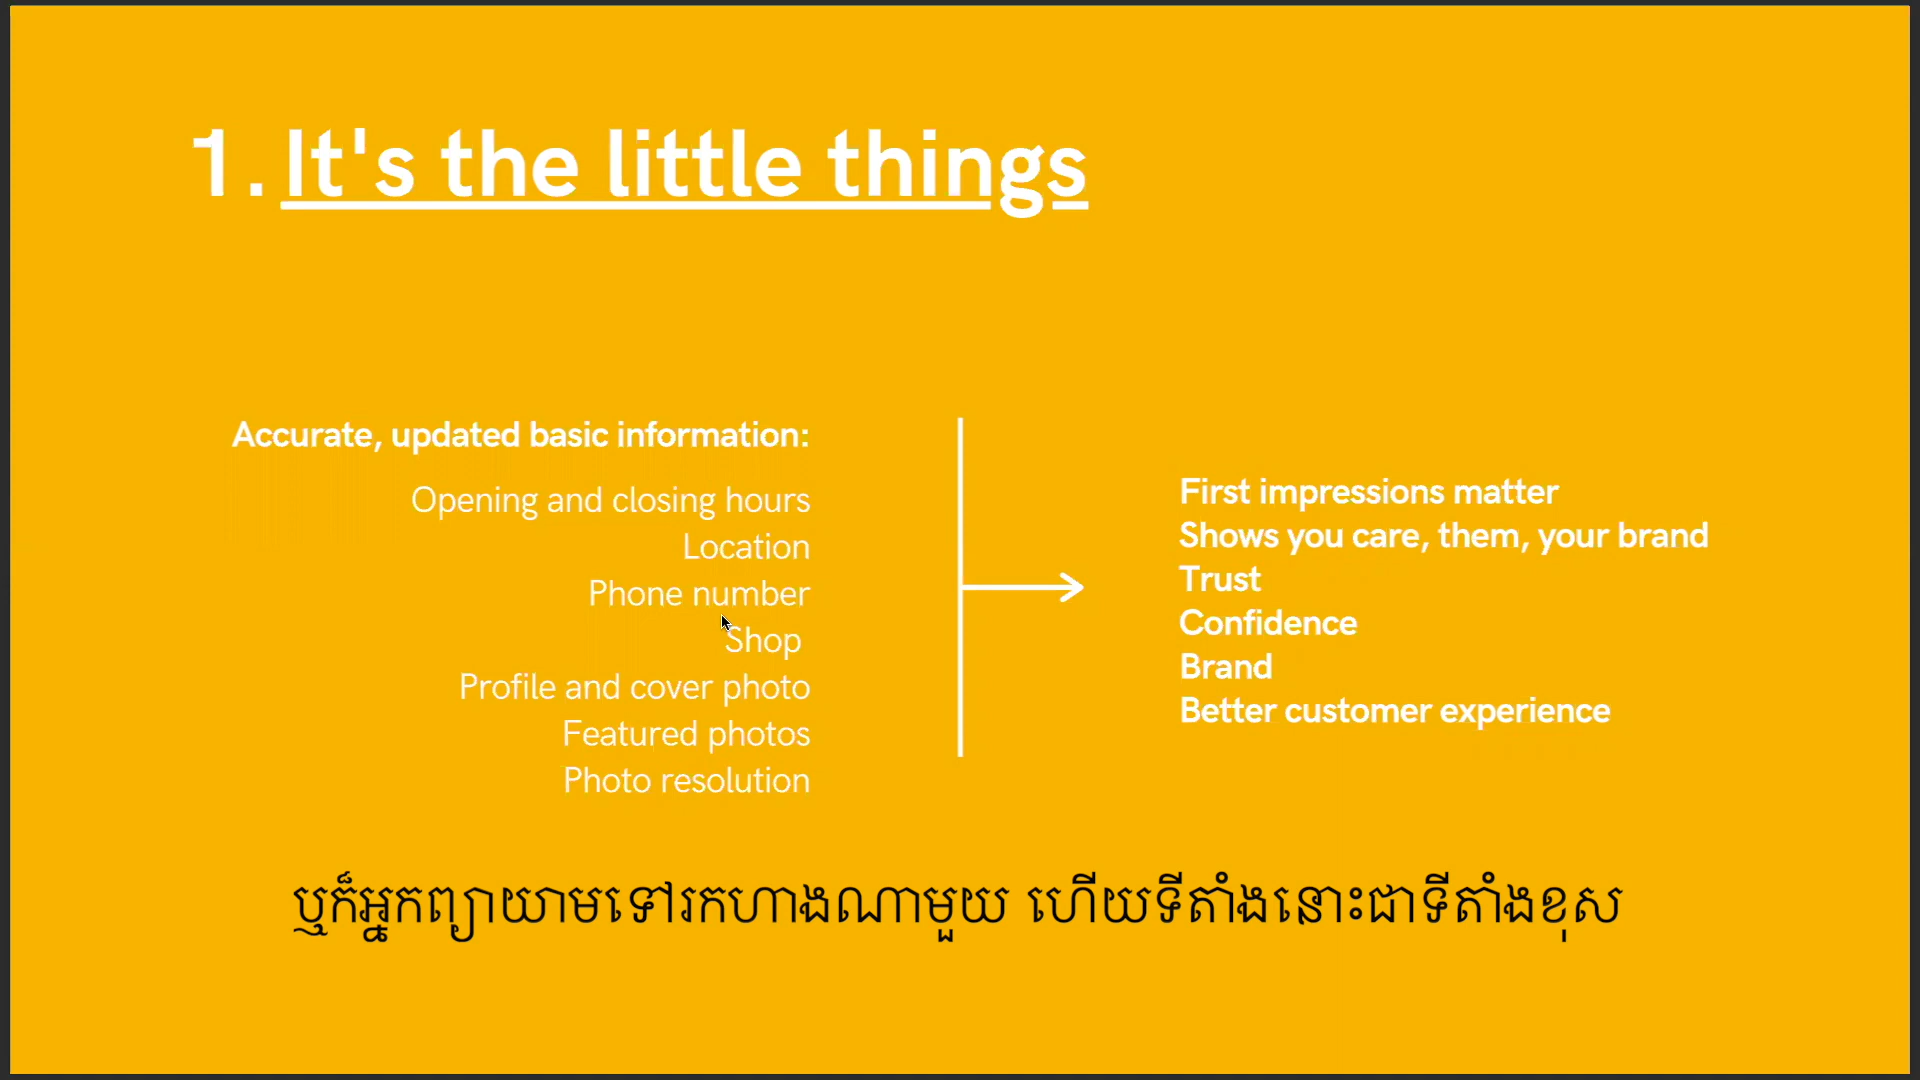 1. It's the little things
Accurate, updated basic information:
Opening and closing hours
Location
Phone number
Shop
Profile and cover photo
Featured photos
Photo resolution
First impressions matter
Shows you care, them, your brand
Trust
Confidence
Brand
Better customer experience
ឬក៏អ្នកព្យាយាមទៅរកហាងណាមួយ ហើយទីតាំងនោះជាទីតាំងខុស